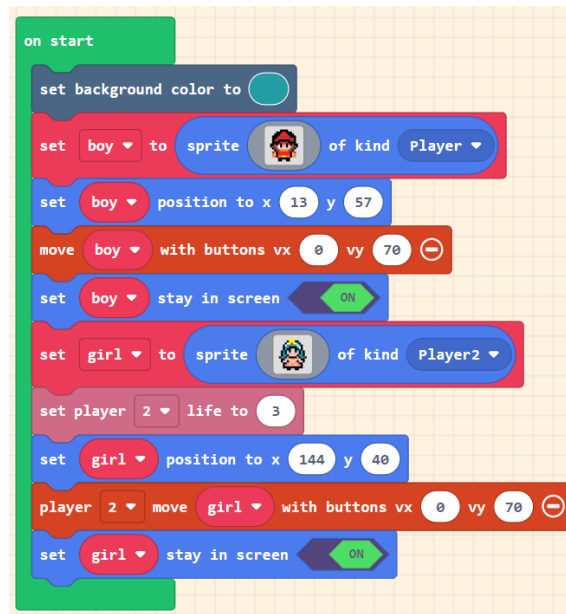 on start
set background color to
set boy to sprite of kind Player
set boy position to x 13 y 57
move boy with buttons vx 0 vy 70
set boy stay in screen ON
set girl to sprite of kind Player2
set player 2 life to 3
set girl position to x 144 y 40
player 2 move girl with buttons vx 0 vy 70
set girl stay in screen ON